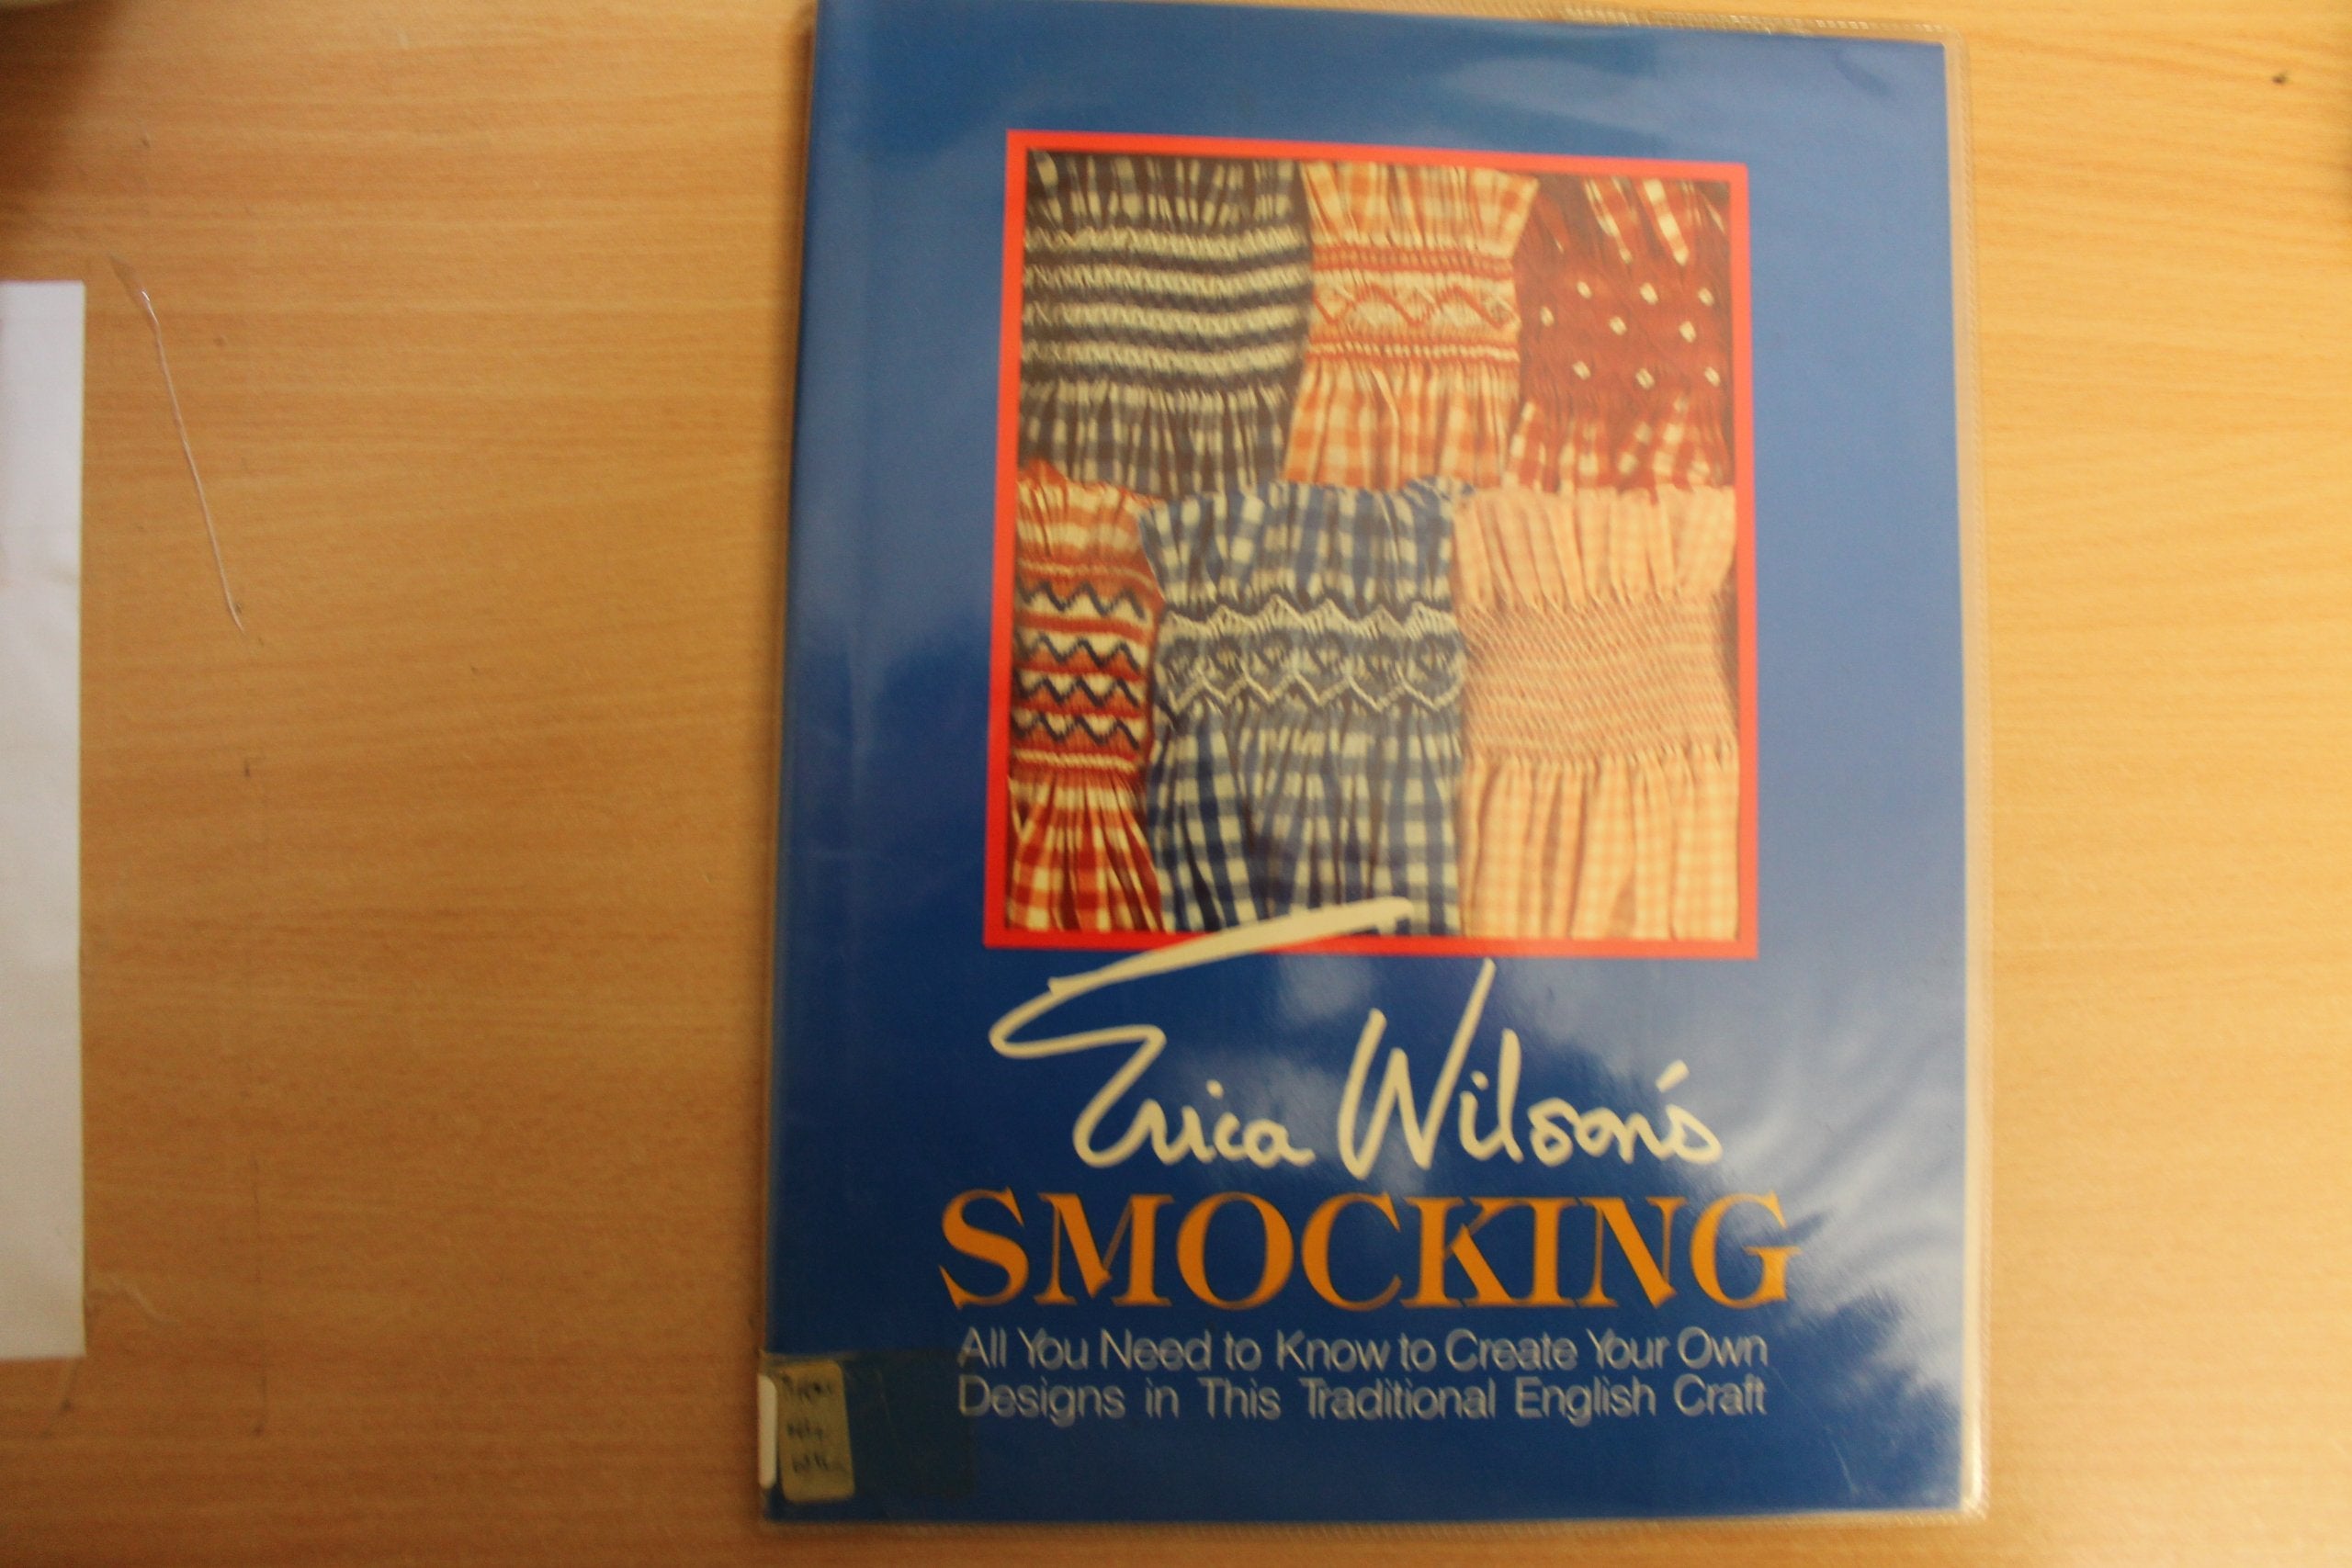 Erica Wilson's
SMOCKING
All You Need to Know to Create Your Own
Designs in This Traditional English Craft